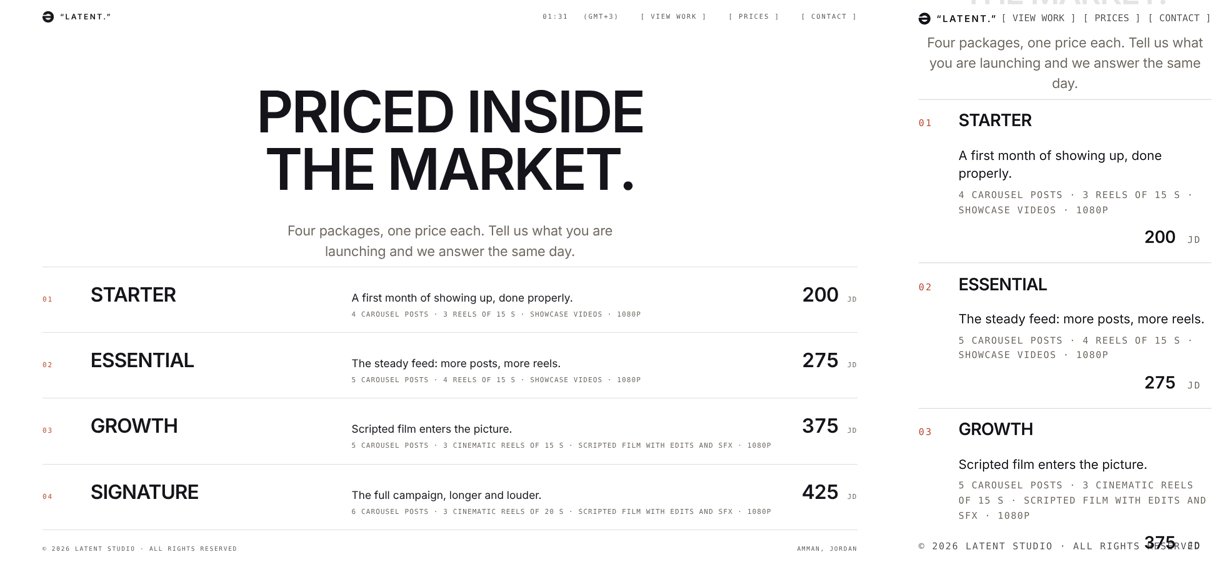 "LATENT."
01:31 (GMT+3) [ VIEW WORK ] [ PRICES ] [ CONTACT ]
PRICED INSIDE
THE MARKET.
Four packages, one price each. Tell us what you are
launching and we answer the same day.
01 STARTER A first month of showing up, done properly. 200 JD
4 CAROUSEL POSTS · 3 REELS OF 15 S · SHOWCASE VIDEOS · 1080P
02 ESSENTIAL The steady feed: more posts, more reels. 275 JD
5 CAROUSEL POSTS · 4 REELS OF 15 S · SHOWCASE VIDEOS · 1080P
03 GROWTH Scripted film enters the picture. 375 JD
5 CAROUSEL POSTS · 3 CINEMATIC REELS OF 15 S · SCRIPTED FILM WITH EDITS AND SFX · 1080P
04 SIGNATURE The full campaign, longer and louder. 425 JD
6 CAROUSEL POSTS · 3 CINEMATIC REELS OF 20 S · SCRIPTED FILM WITH EDITS AND SFX · 1080P
© 2026 LATENT STUDIO · ALL RIGHTS RESERVED
AMMAN, JORDAN
THE MARKET.
"LATENT." [ VIEW WORK ] [ PRICES ] [ CONTACT ]
Four packages, one price each. Tell us what
you are launching and we answer the same
day.
01 STARTER
A first month of showing up, done
properly.
4 CAROUSEL POSTS · 3 REELS OF 15 S ·
SHOWCASE VIDEOS · 1080P
200 JD
02 ESSENTIAL
The steady feed: more posts, more reels.
5 CAROUSEL POSTS · 4 REELS OF 15 S ·
SHOWCASE VIDEOS · 1080P
275 JD
03 GROWTH
Scripted film enters the picture.
5 CAROUSEL POSTS · 3 CINEMATIC REELS
OF 15 S · SCRIPTED FILM WITH EDITS AND
SFX · 1080P
375 JD
© 2026 LATENT STUDIO · ALL RIGHTS RESERVED